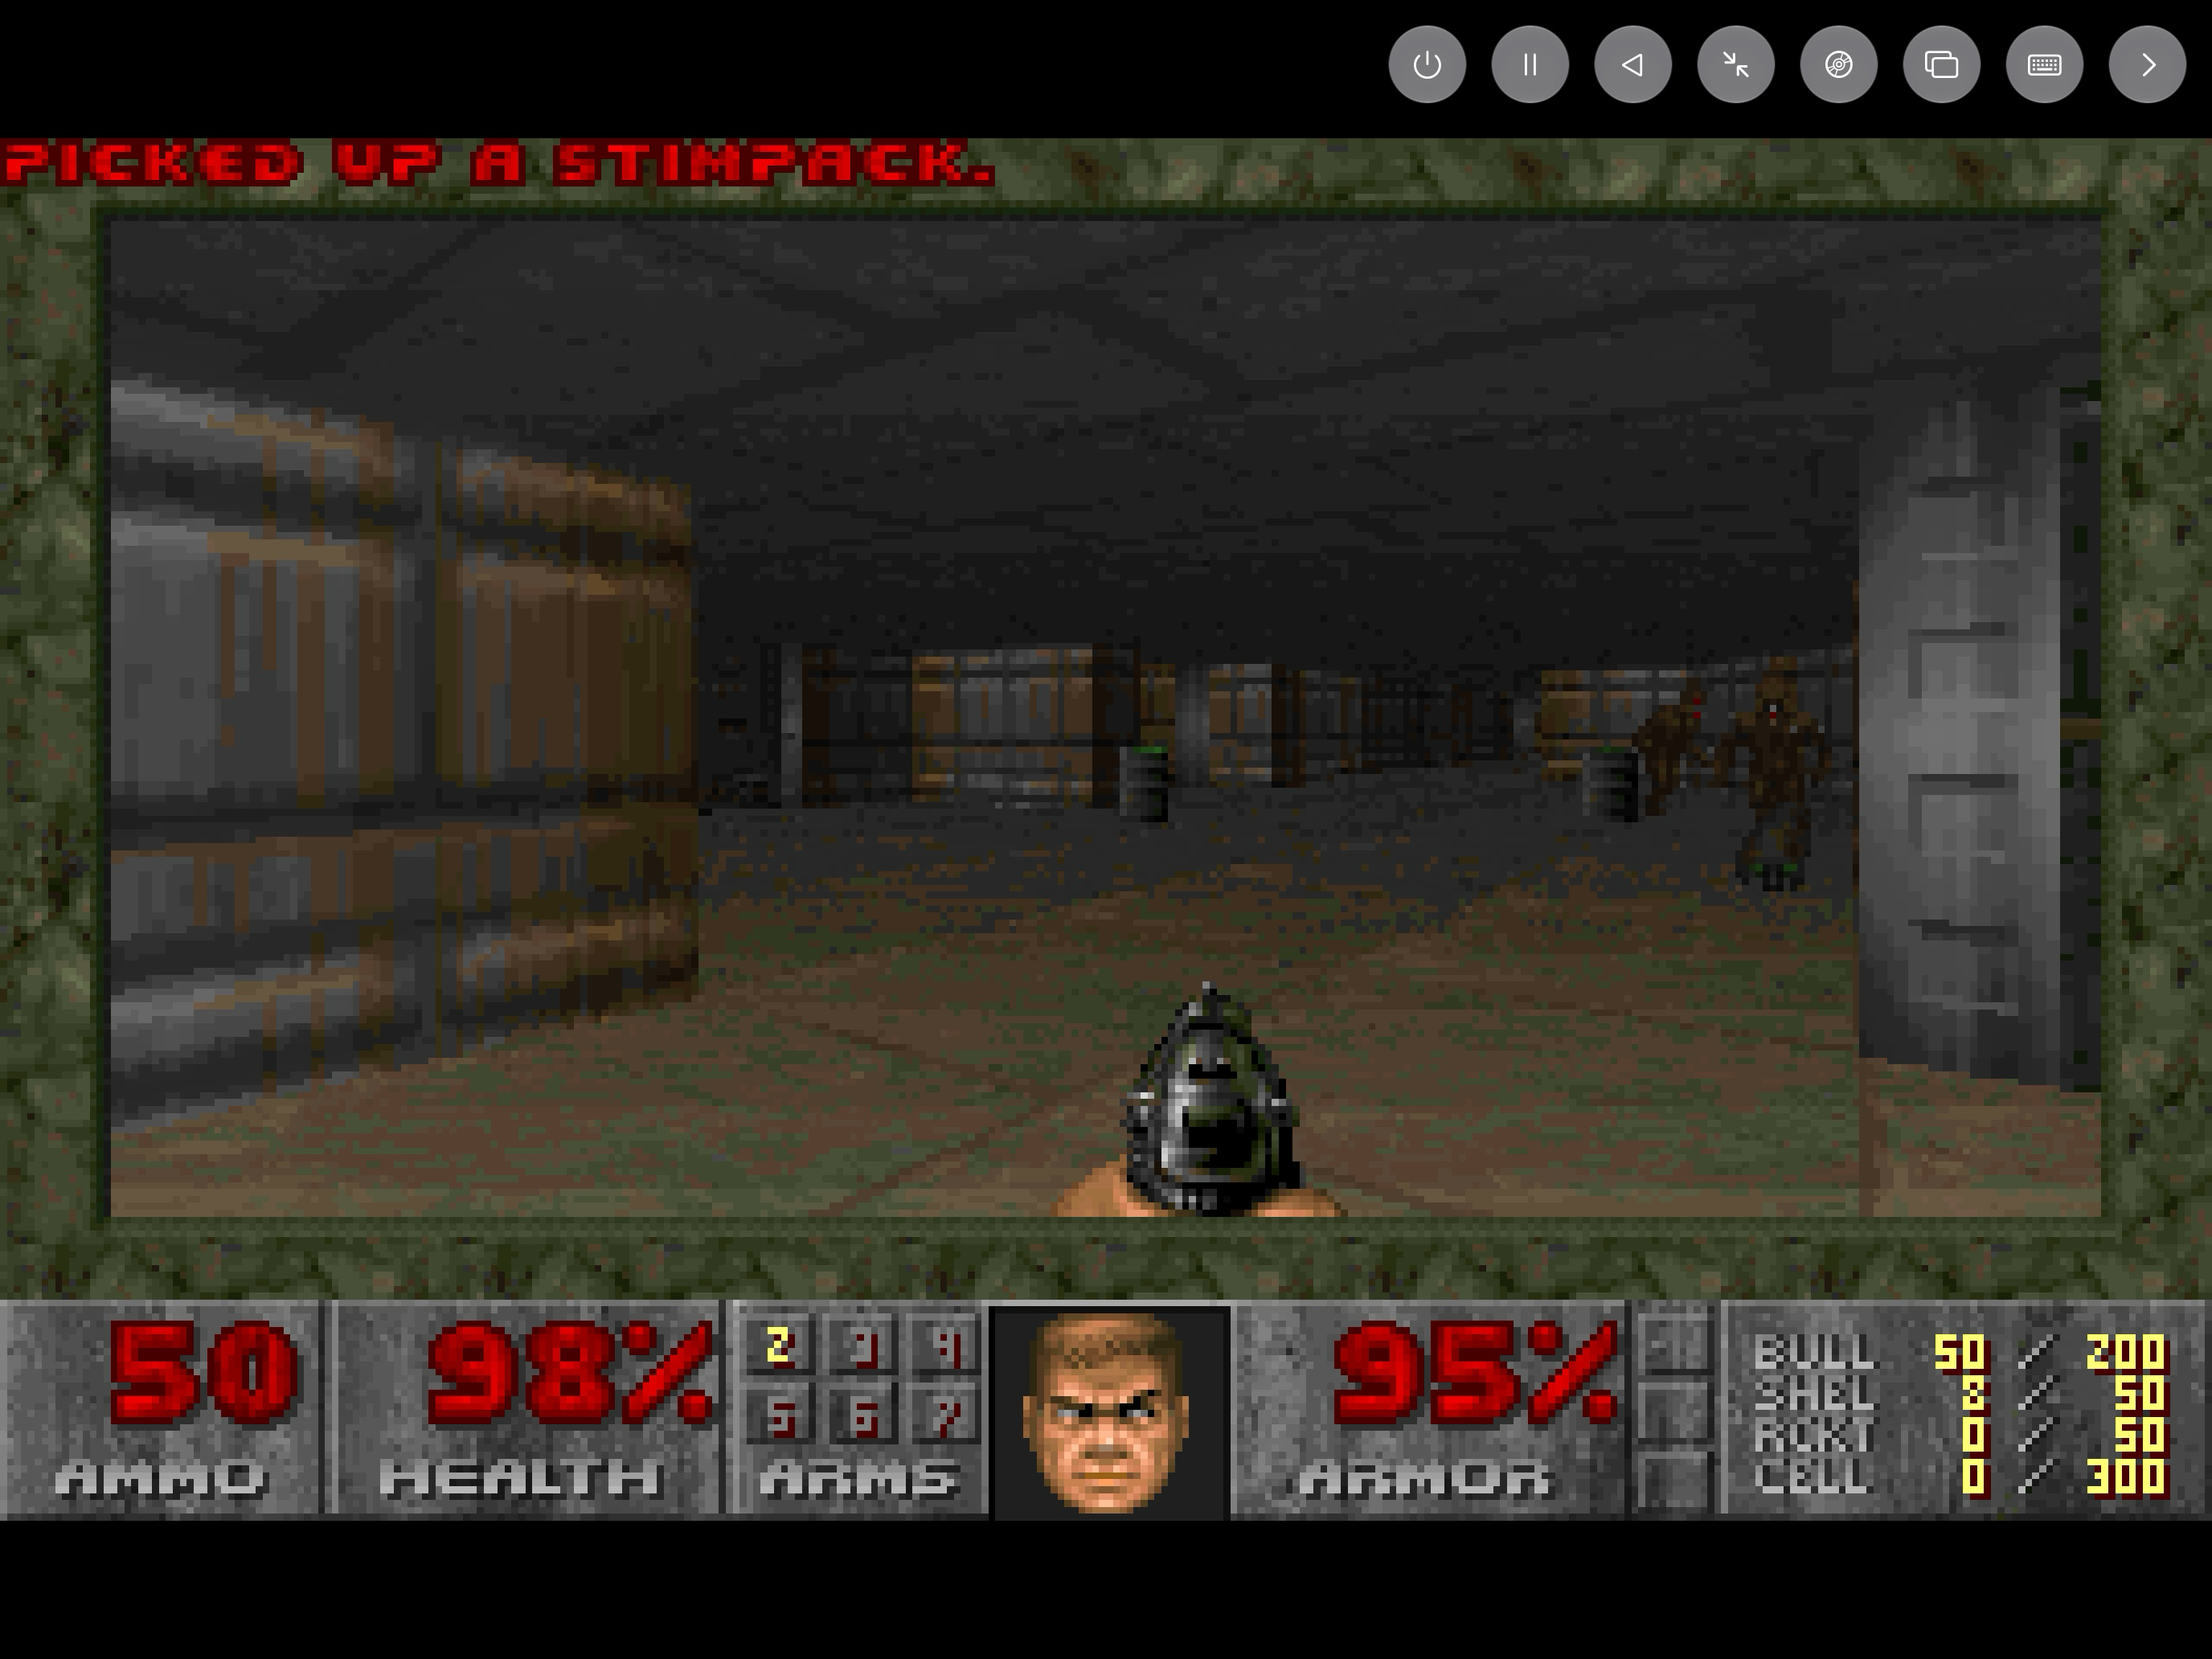 PICKED UP A STIMPACK.
50 98% 2 3 4 95% BULL 50 / 200
SHEL 8 / 50
5 6 7 RCKT 0 / 50
AMMO HEALTH ARMS ARMOR CELL 0 / 300